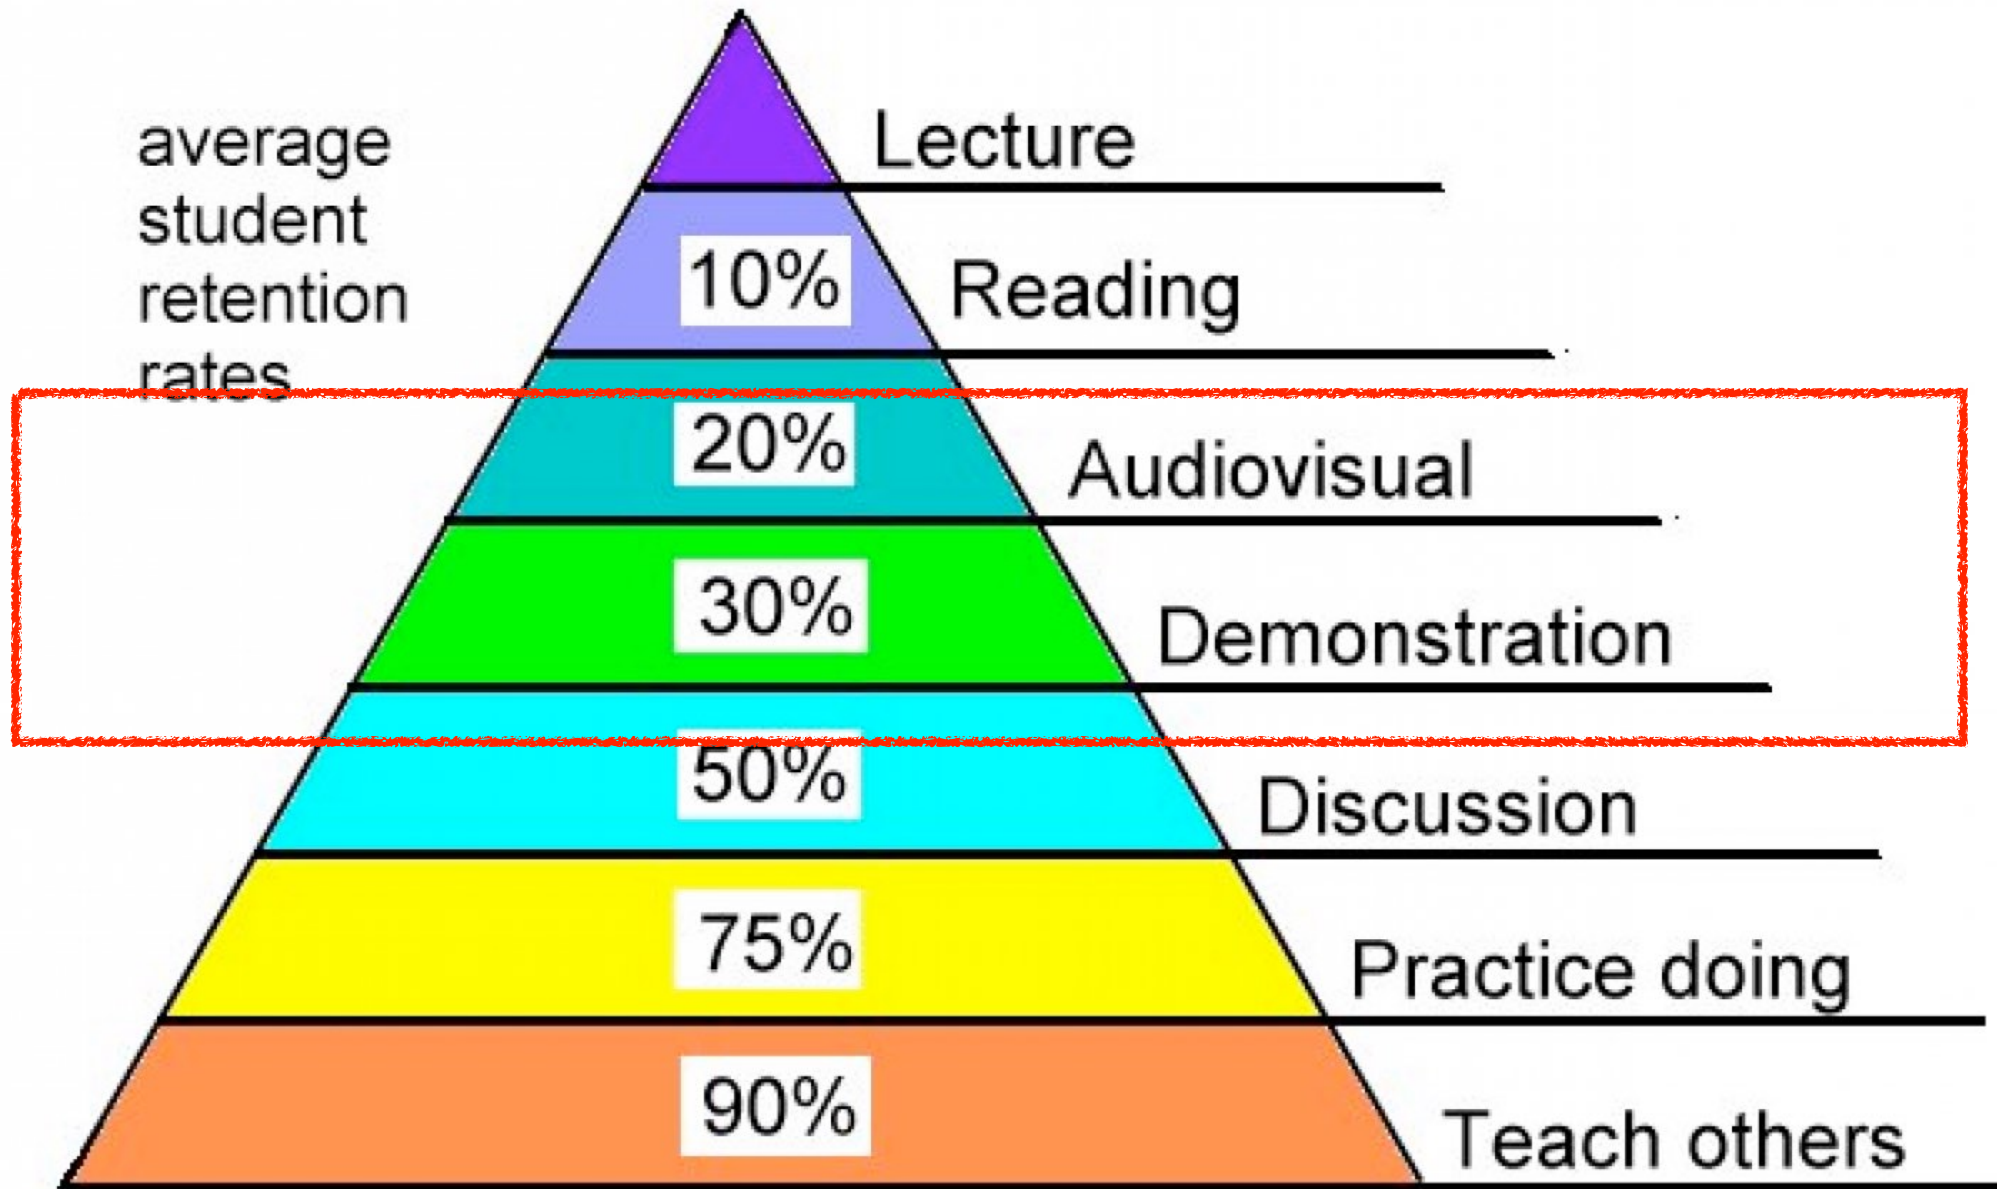 average
student
retention
rates
Lecture
10% Reading
20% Audiovisual
30% Demonstration
50% Discussion
75% Practice doing
90% Teach others